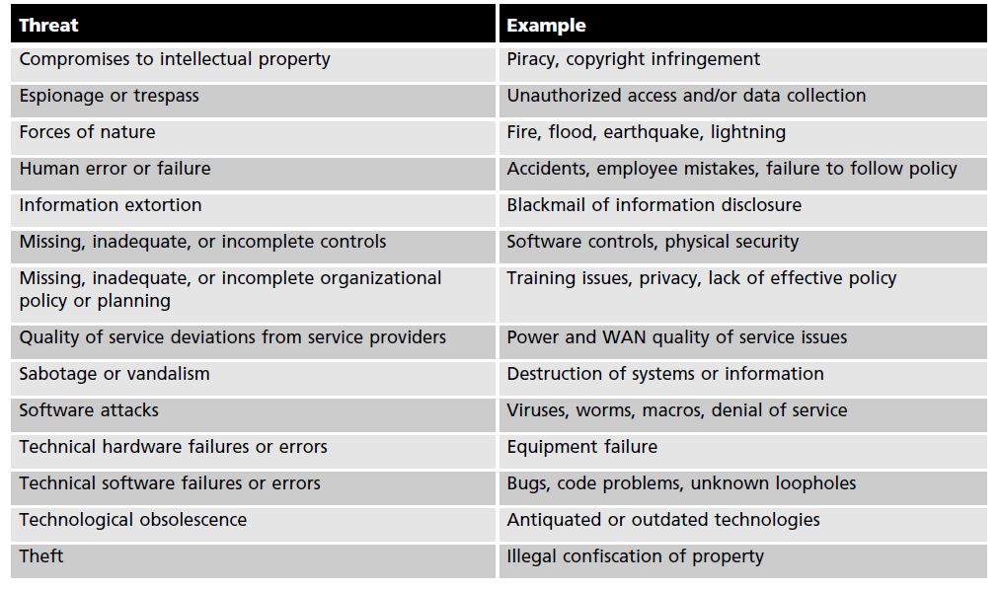 Threat Example
Compromises to intellectual property Piracy, copyright infringement
Espionage or trespass Unauthorized access and/or data collection
Forces of nature Fire, flood, earthquake, lightning
Human error or failure Accidents, employee mistakes, failure to follow policy
Information extortion Blackmail of information disclosure
Missing, inadequate, or incomplete controls Software controls, physical security
Missing, inadequate, or incomplete organizational Training issues, privacy, lack of effective policy
policy or planning
Quality of service deviations from service providers Power and WAN quality of service issues
Sabotage or vandalism Destruction of systems or information
Software attacks Viruses, worms, macros, denial of service
Technical hardware failures or errors Equipment failure
Technical software failures or errors Bugs, code problems, unknown loopholes
Technological obsolescence Antiquated or outdated technologies
Theft Illegal confiscation of property